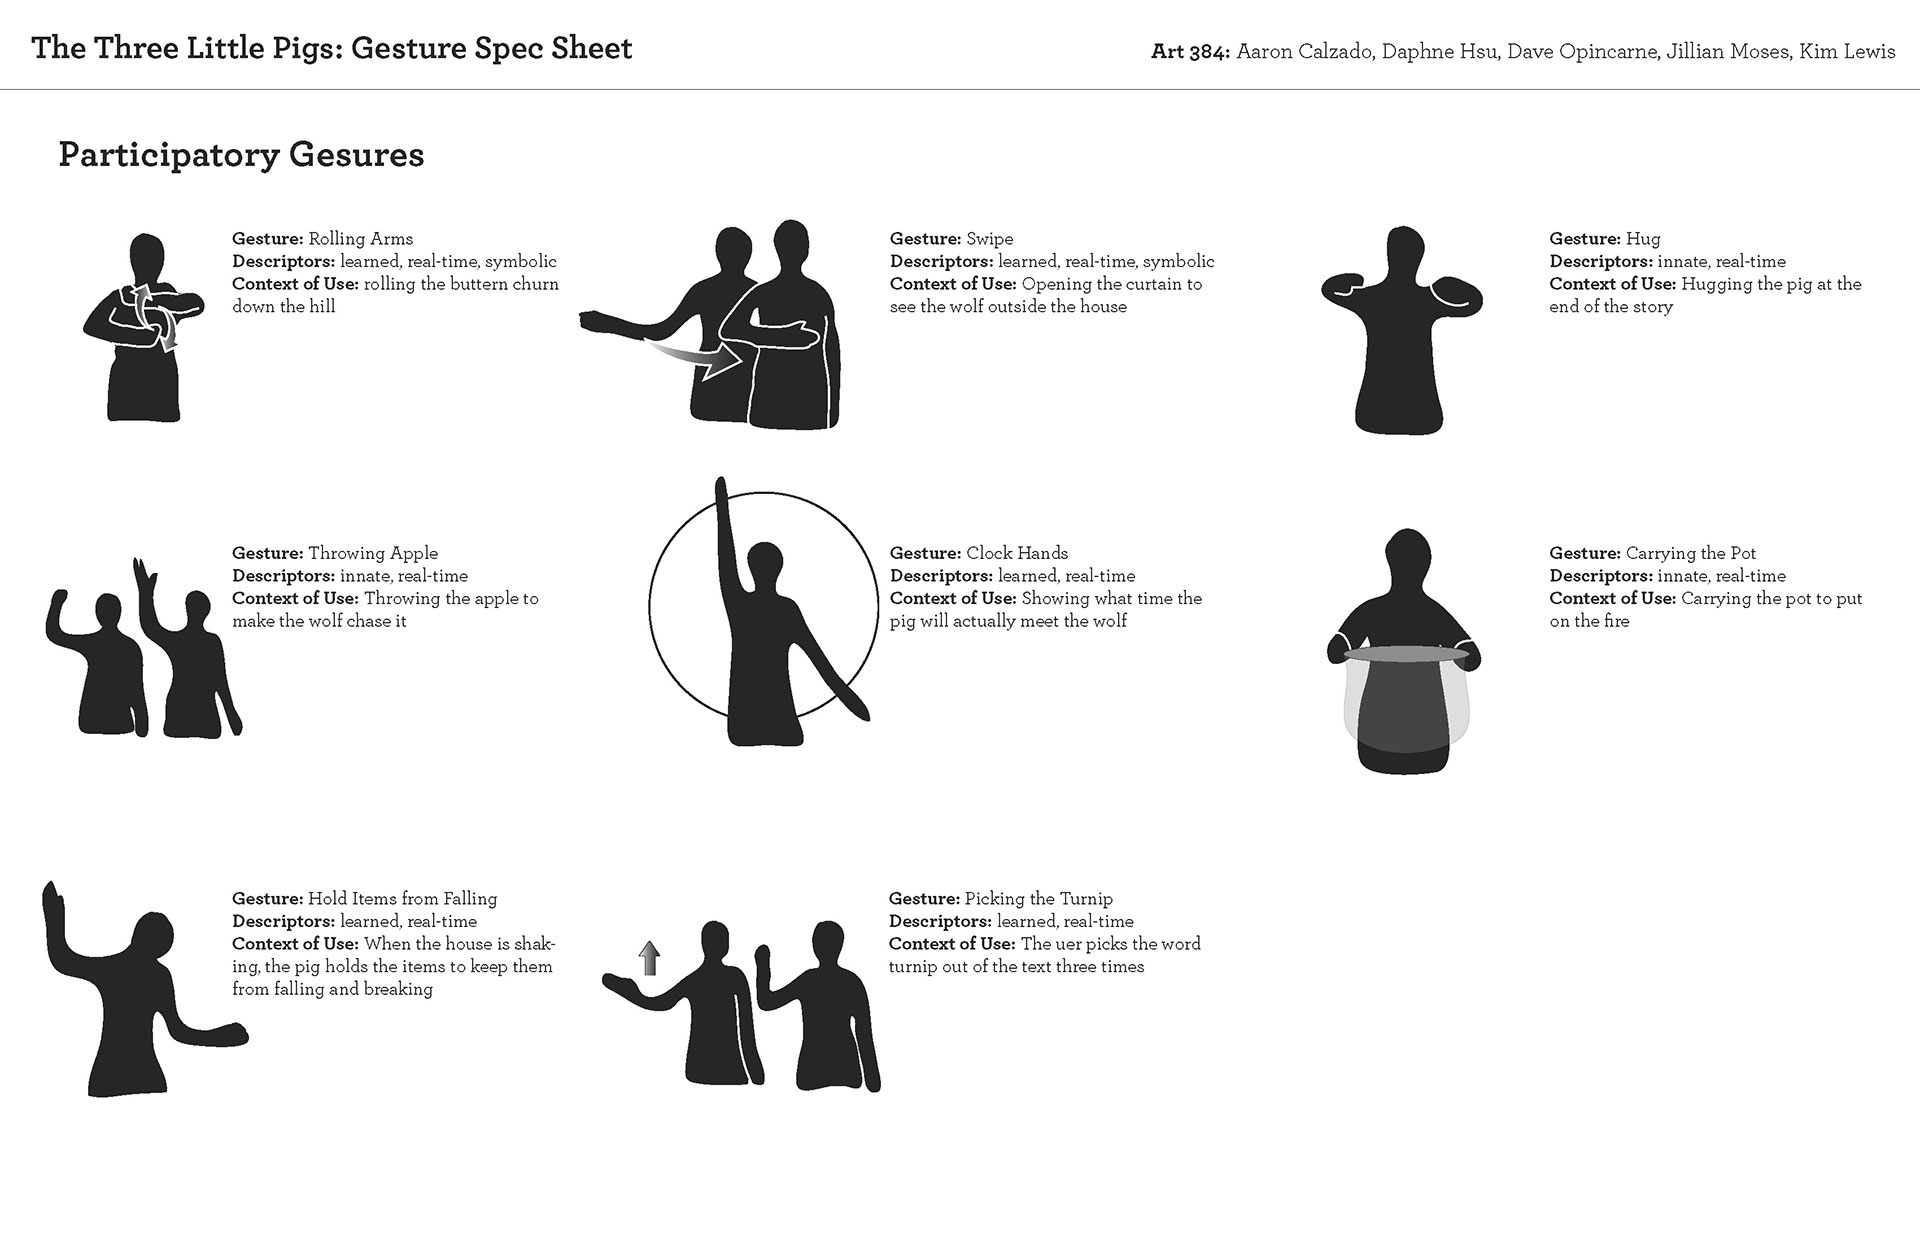 The Three Little Pigs: Gesture Spec Sheet
Art 384: Aaron Calzado, Daphne Hsu, Dave Opincarne, Jillian Moses, Kim Lewis
Participatory Gesures
Gesture: Rolling Arms
Descriptors: learned, real-time, symbolic
Context of Use: rolling the buttern churn
down the hill
Gesture: Swipe
Descriptors: learned, real-time, symbolic
Context of Use: Opening the curtain to
see the wolf outside the house
Gesture: Hug
Descriptors: innate, real-time
Context of Use: Hugging the pig at the
end of the story
Gesture: Throwing Apple
Descriptors: innate, real-time
Context of Use: Throwing the apple to
make the wolf chase it
Gesture: Clock Hands
Descriptors: learned, real-time
Context of Use: Showing what time the
pig will actually meet the wolf
Gesture: Carrying the Pot
Descriptors: innate, real-time
Context of Use: Carrying the pot to put
on the fire
Gesture: Hold Items from Falling
Descriptors: learned, real-time
Context of Use: When the house is shak-
ing, the pig holds the items to keep them
from falling and breaking
Gesture: Picking the Turnip
Descriptors: learned, real-time
Context of Use: The uer picks the word
turnip out of the text three times